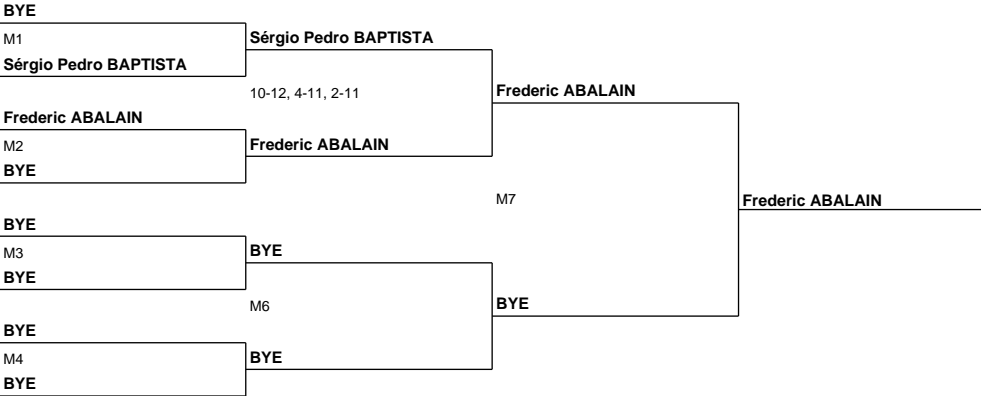 BYE
M1
Sérgio Pedro BAPTISTA
Sérgio Pedro BAPTISTA
10-12, 4-11, 2-11
Frederic ABALAIN
Frederic ABALAIN
M2
Frederic ABALAIN
BYE
M7
Frederic ABALAIN
BYE
M3
BYE
BYE
M6
BYE
BYE
M4
BYE
BYE